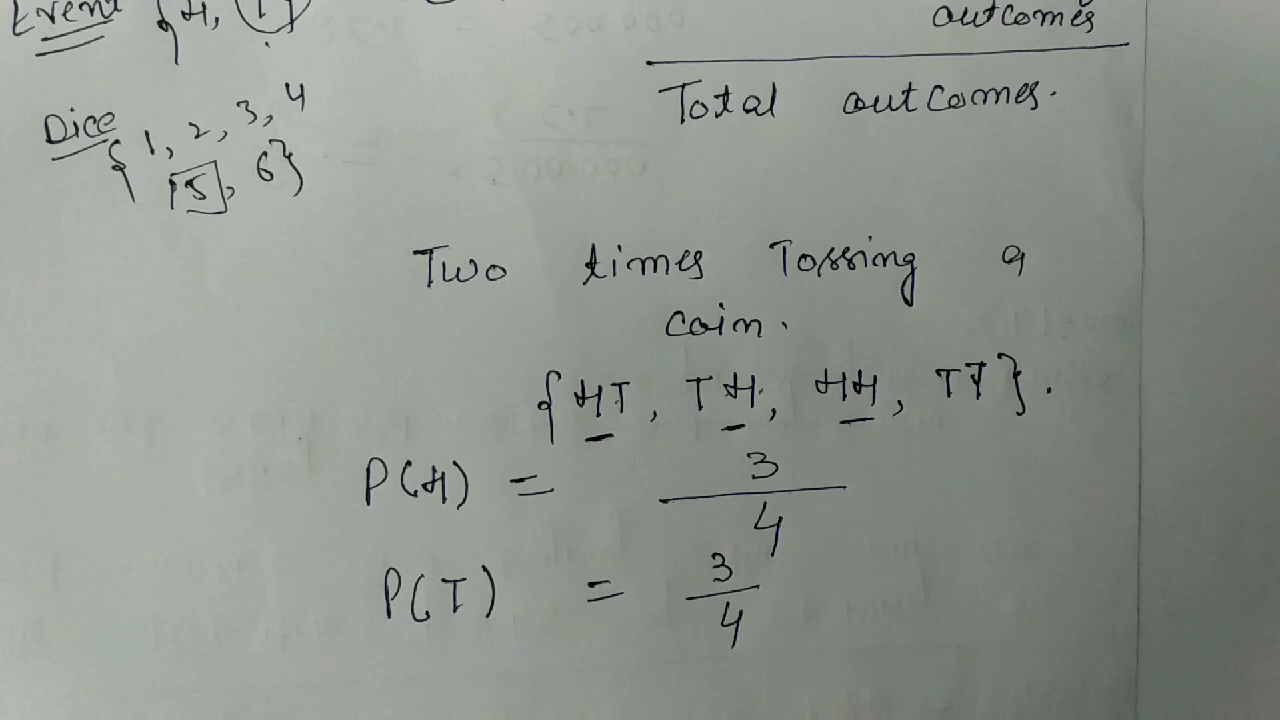 Event {H, T}
outcomes
Total outcomes.
Dice
{1, 2, 3, 4
5, 6}
Two times Tossing a
coin.
{HT, TH, HH, TT}.
P(H) = 3/4
P(T) = 3/4